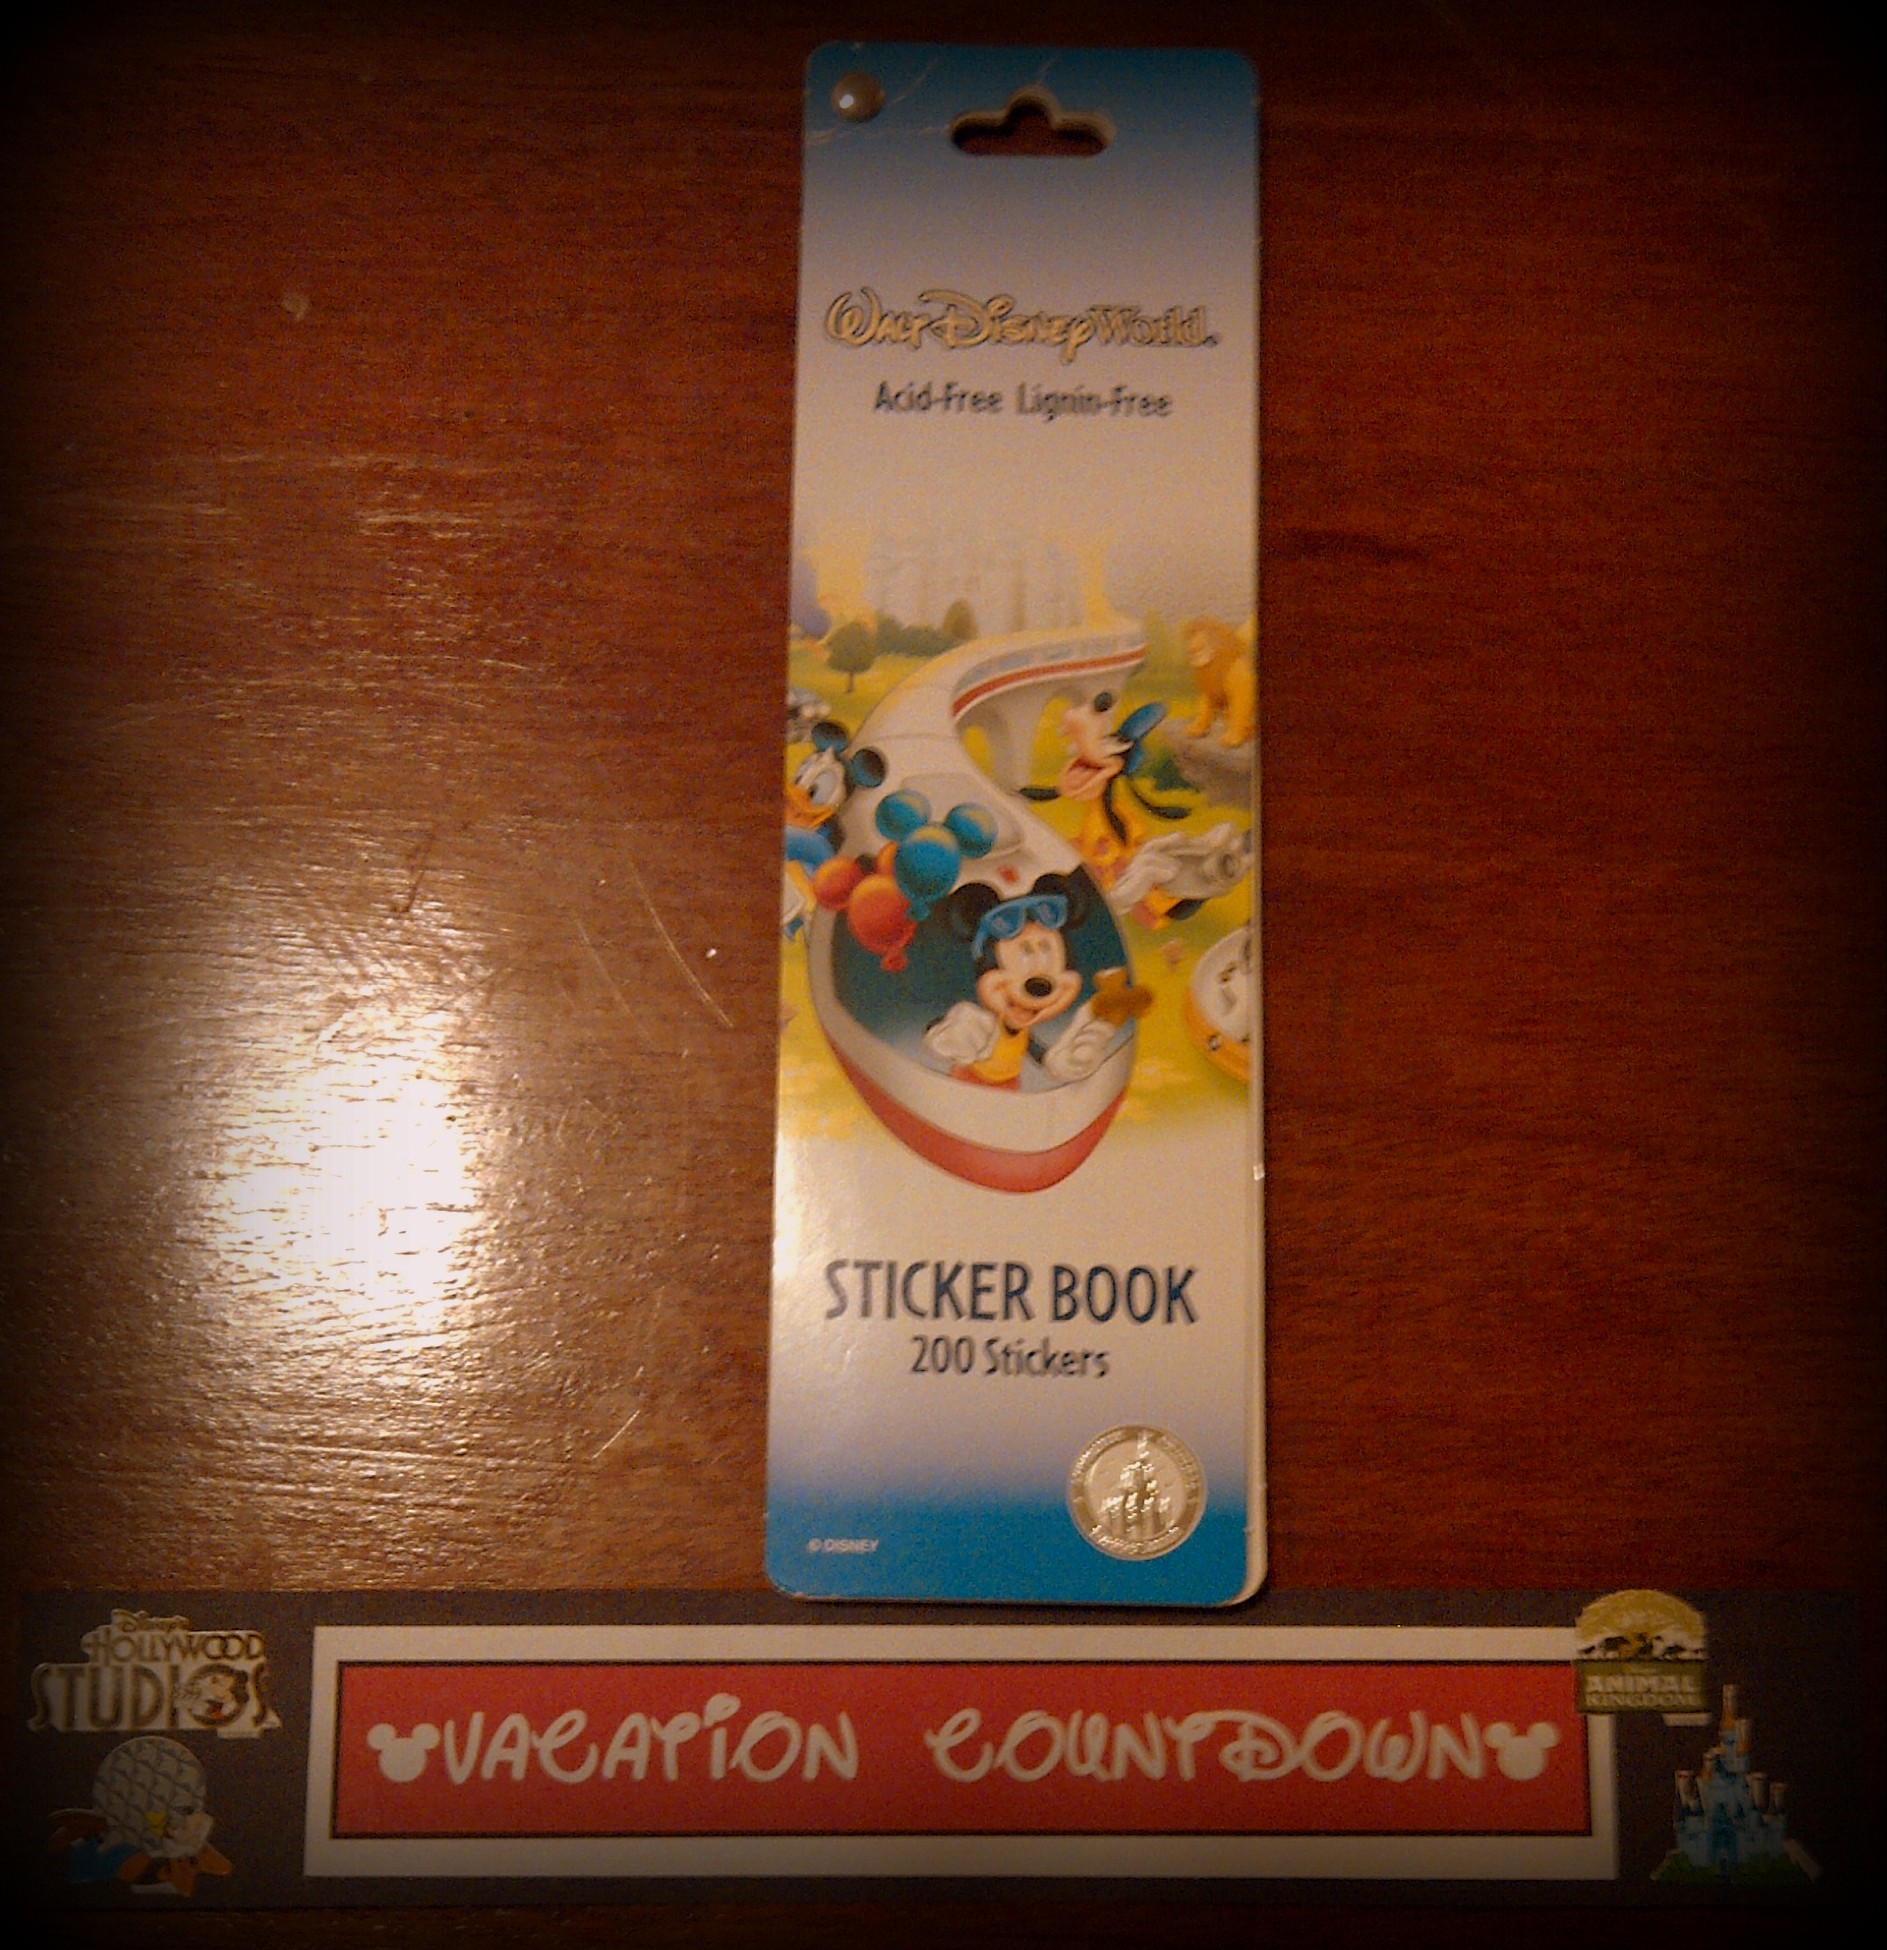 Walt Disney World
Acid-Free Lignin-Free
STICKER BOOK
200 Stickers
© DISNEY
Disney's
HOLLYWOOD
STUDIOS
VACATION COUNTDOWN
ANIMAL
KINGDOM